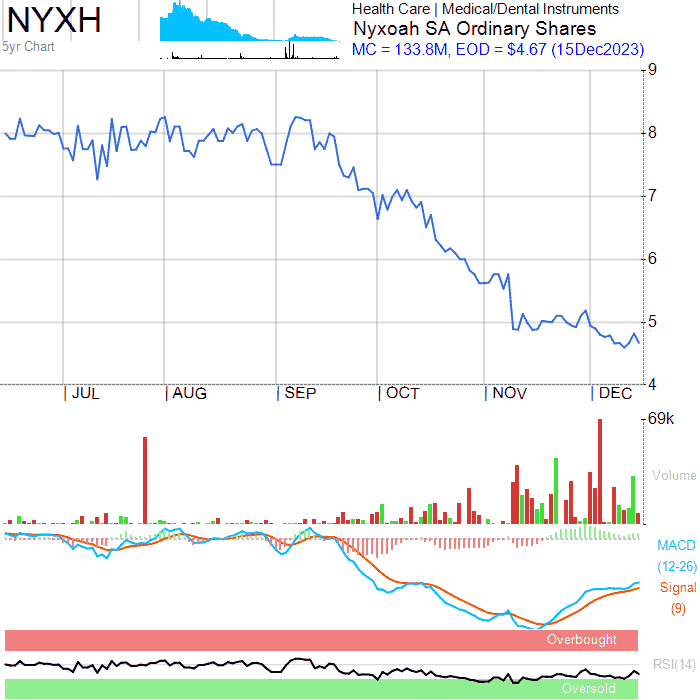 NYXH
5yr Chart
Health Care | Medical/Dental Instruments
Nyxoah SA Ordinary Shares
MC = 133.8M, EOD = $4.67 (15Dec2023)
9
8
7
6
5
4
JUL AUG SEP OCT NOV DEC
69k
Volume
MACD
(12-26)
Signal
(9)
Overbought
RSI(14)
Oversold